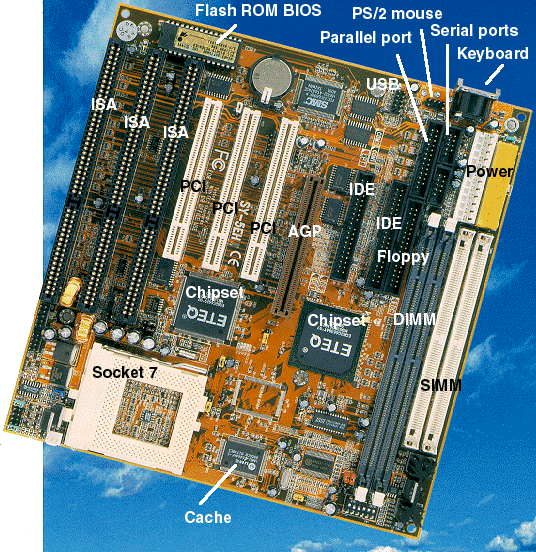 Flash ROM BIOS
PS/2 mouse
Parallel port
Serial ports
Keyboard
USB
ISA
ISA
ISA
SMC
PCI
PCI
PCI
IDE
IDE
Power
AGP
Floppy
Chipset
ETEQ
Chipset
ETEQ
DIMM
SIMM
Socket 7
Cache